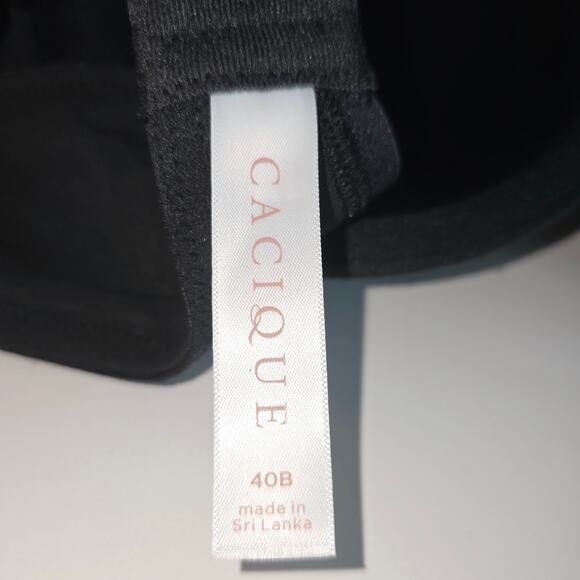 CACIQUE
40B
made in
Sri Lanka